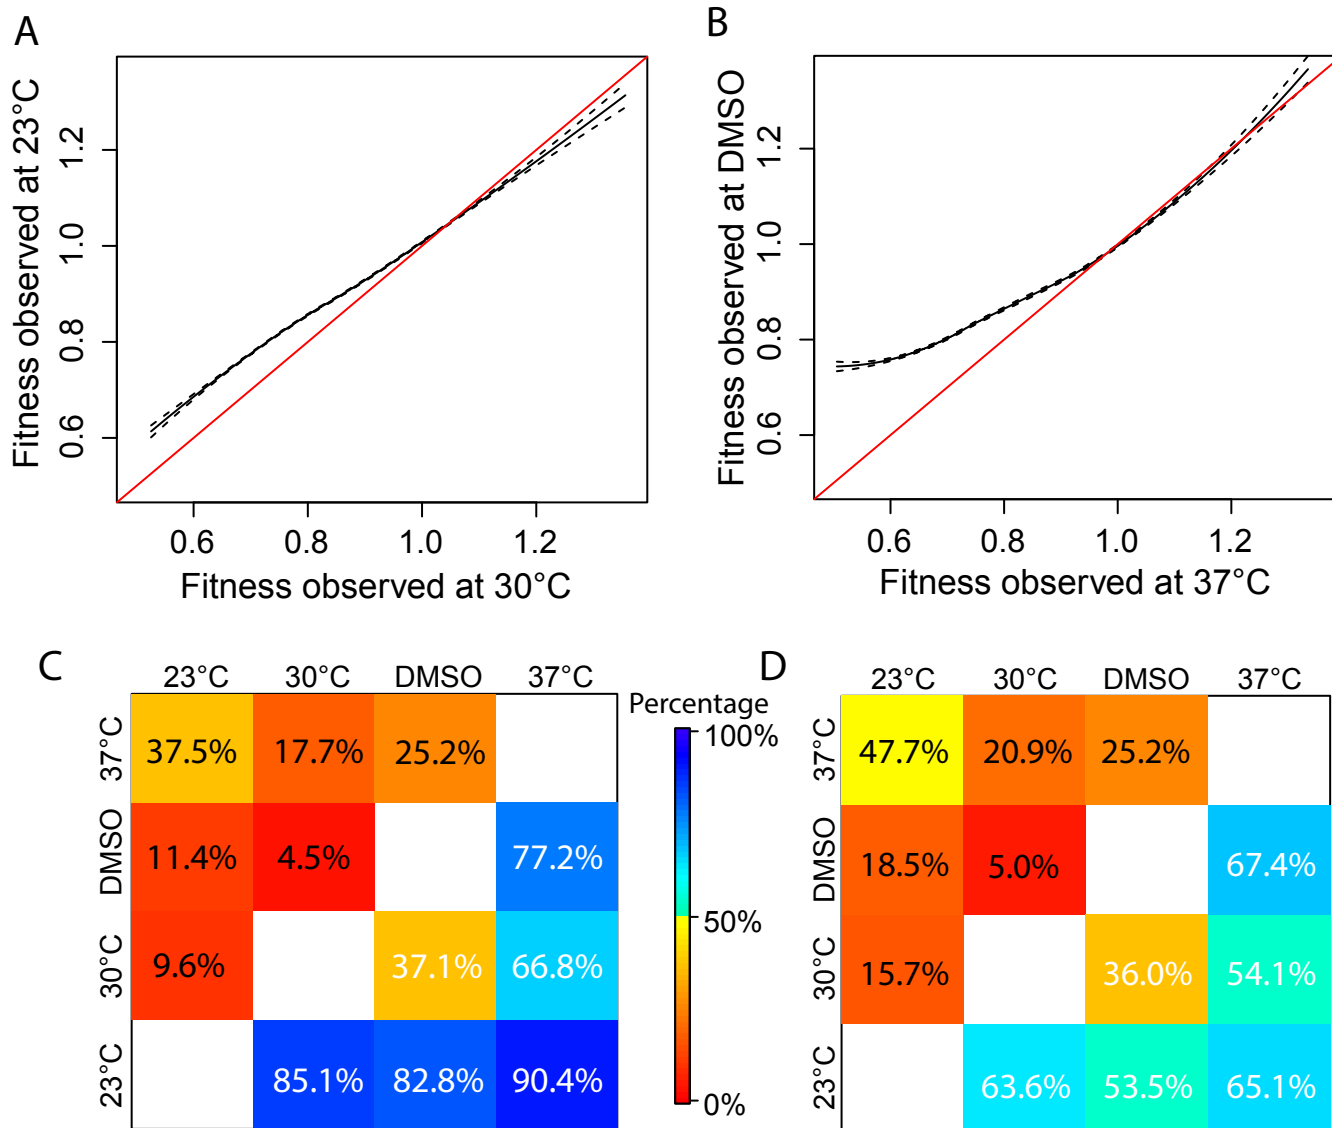 A
Fitness observed at 23°C
0.6 0.8 1.0 1.2
0.6 0.8 1.0 1.2
Fitness observed at 30°C
B
Fitness observed at DMSO
0.6 0.8 1.0 1.2
0.6 0.8 1.0 1.2
Fitness observed at 37°C
C
23°C 30°C DMSO 37°C
37°C 37.5% 17.7% 25.2%
DMSO 11.4% 4.5% 77.2%
30°C 9.6% 37.1% 66.8%
23°C 85.1% 82.8% 90.4%
Percentage
100%
50%
0%
D
23°C 30°C DMSO 37°C
37°C 47.7% 20.9% 25.2%
DMSO 18.5% 5.0% 67.4%
30°C 15.7% 36.0% 54.1%
23°C 63.6% 53.5% 65.1%